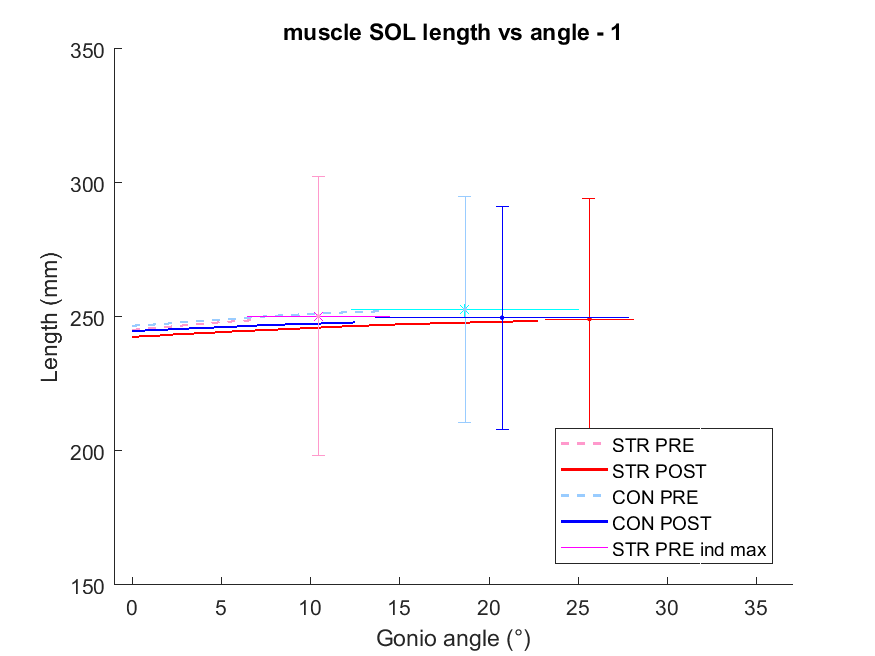 muscle SOL length vs angle - 1
350
300
250
200
150
Length (mm)
0 5 10 15 20 25 30 35
Gonio angle (°)
STR PRE
STR POST
CON PRE
CON POST
STR PRE ind max